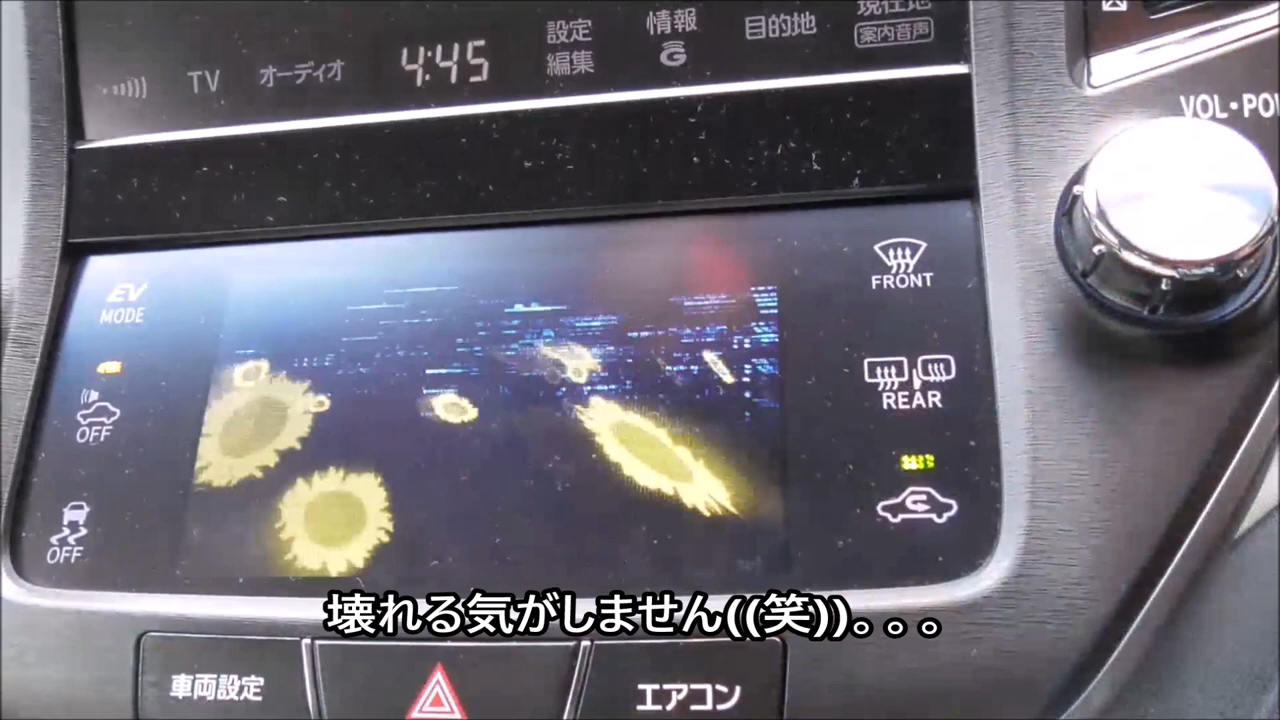 TV
オーディオ
4:45
設定
編集
情報
G
目的地
現在地
案内音声
VOL・PO
EV
MODE
OFF
OFF
FRONT
REAR
壊れる気がしません((笑))。。。
車両設定
エアコン